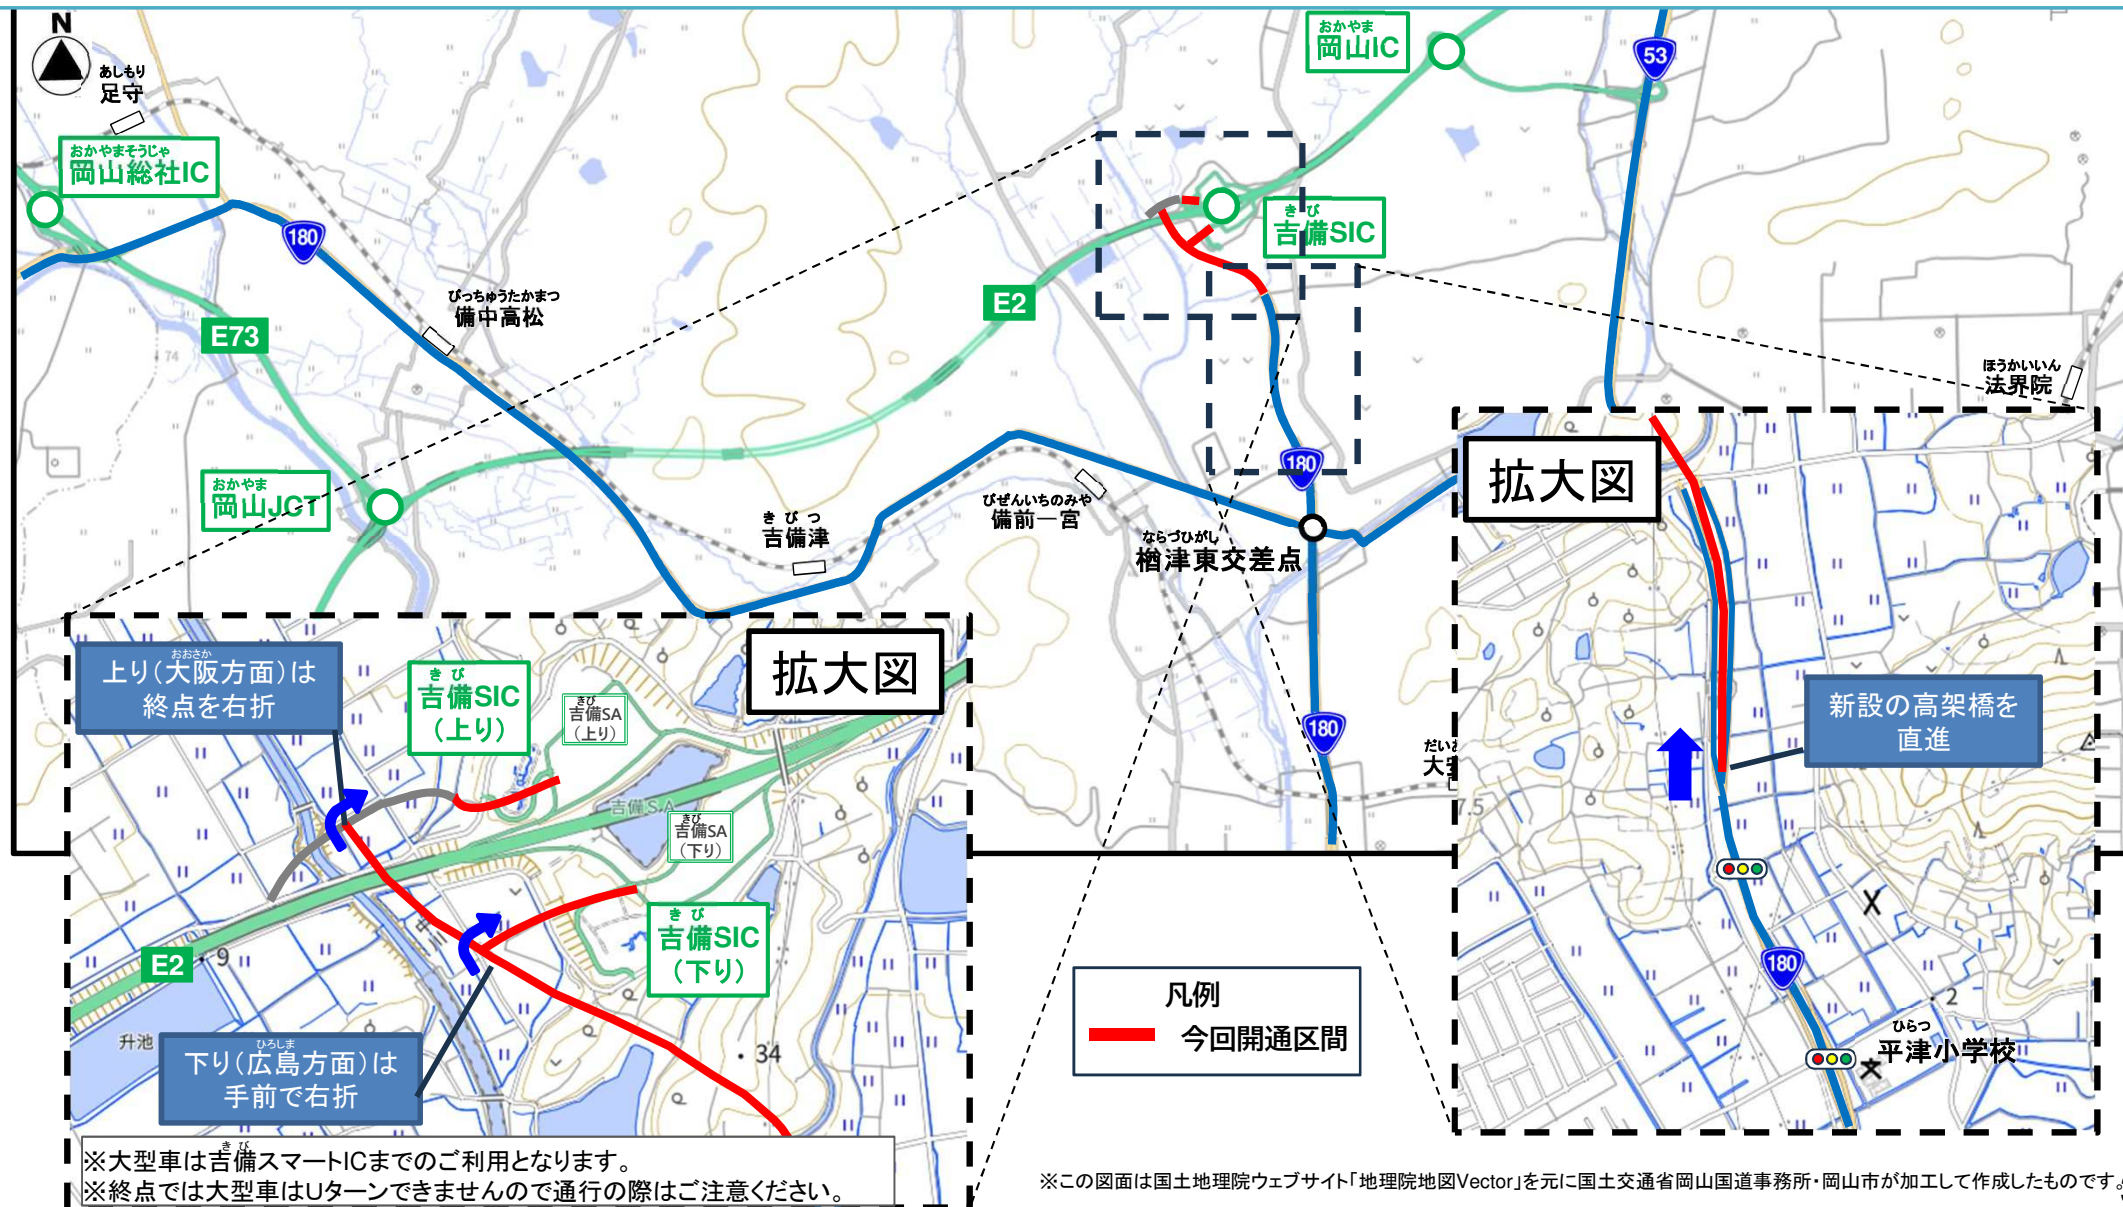 N
あしもり
足守
おかやまそうじゃ
岡山総社IC
180
E73
びっちゅうたかまつ
備中高松
74
おかやま
岡山JCT
きびつ
吉備津
E2
おかやま
岡山IC
53
きび
吉備SIC
びぜんいちのみや
備前一宮
ならづひがし
楢津東交差点
180
180
ほうかいいん
法界院
拡大図
おおさか
上り(大阪方面)は
終点を右折
きび
吉備SIC
(上り)
きび
吉備SA
(上り)
吉備SA
きび
吉備SA
(下り)
きび
吉備SIC
(下り)
E2
9
升池
34
ひろしま
下り(広島方面)は
手前で右折
きび
※大型車は吉備スマートICまでのご利用となります。
※終点では大型車はUターンできませんので通行の際はご注意ください。
凡例
今回開通区間
拡大図
新設の高架橋を
直進
7.5
180
2
ひらつ
平津小学校
※この図面は国土地理院ウェブサイト「地理院地図Vector」を元に国土交通省岡山国道事務所・岡山市が加工して作成したものです。